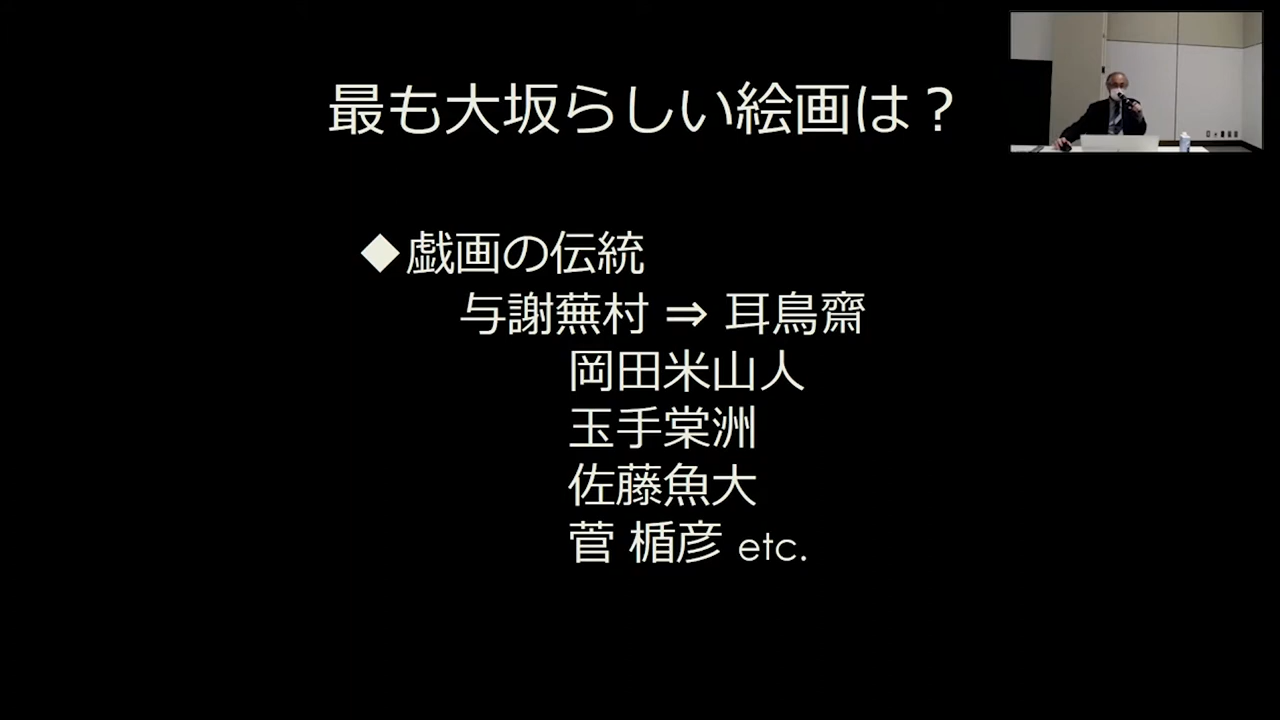 最も大坂らしい絵画は？
◆戯画の伝統
与謝蕪村 ⇒ 耳鳥齋
岡田米山人
玉手棠洲
佐藤魚大
菅 楯彦 etc.